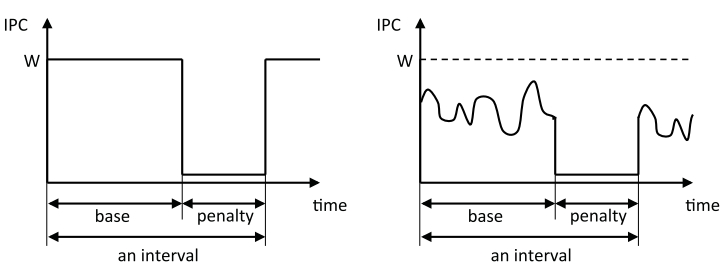 IPC
W
base
penalty
time
an interval
IPC
W
base
penalty
time
an interval